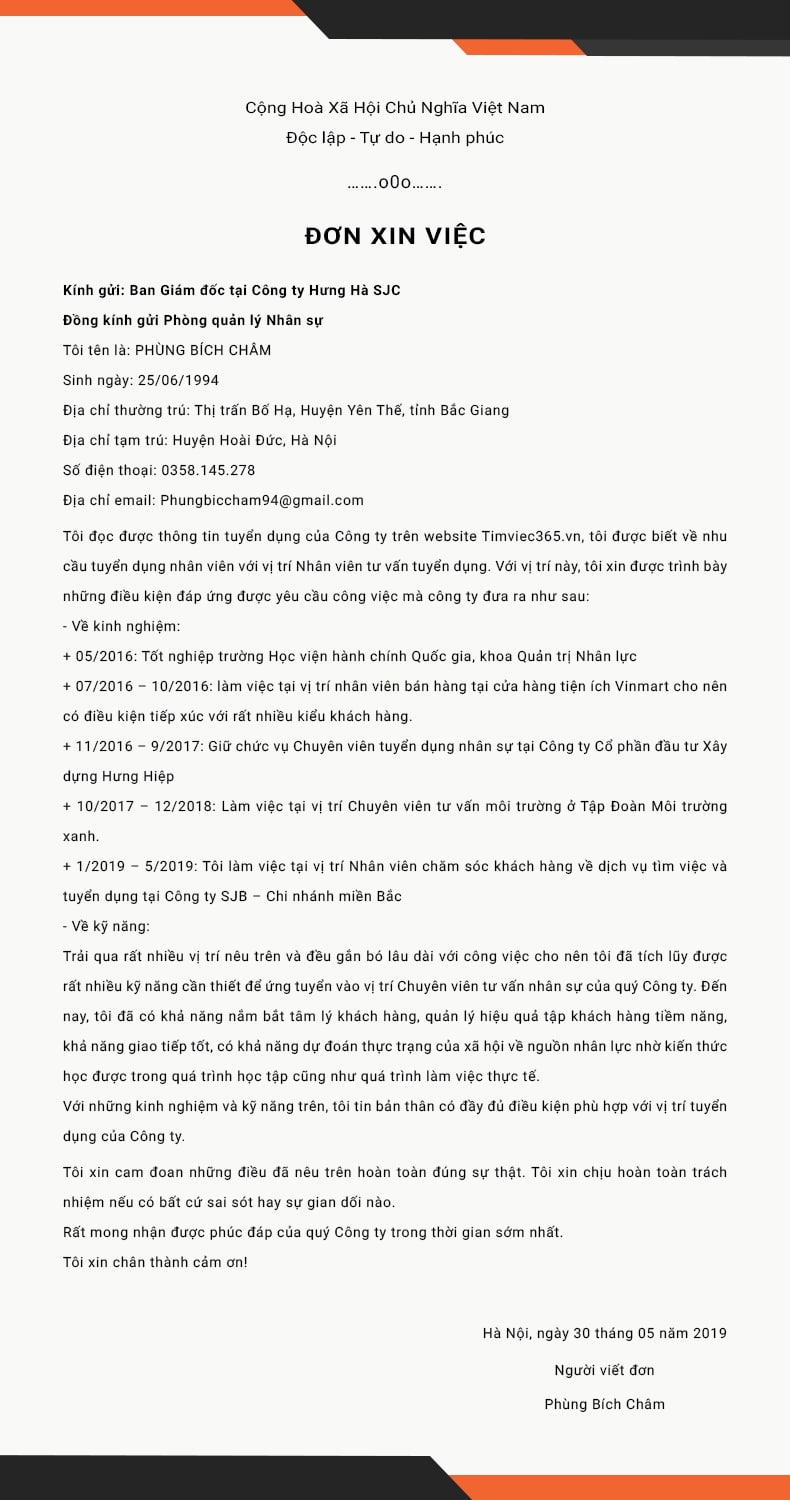 Cộng Hoà Xã Hội Chủ Nghĩa Việt Nam
Độc lập - Tự do - Hạnh phúc
.......o0o.......
ĐƠN XIN VIỆC
Kính gửi: Ban Giám đốc tại Công ty Hưng Hà SJC
Đồng kính gửi Phòng quản lý Nhân sự
Tôi tên là: PHÙNG BÍCH CHÂM
Sinh ngày: 25/06/1994
Địa chỉ thường trú: Thị trấn Bố Hạ, Huyện Yên Thế, tỉnh Bắc Giang
Địa chỉ tạm trú: Huyện Hoài Đức, Hà Nội
Số điện thoại: 0358.145.278
Địa chỉ email: Phungbiccham94@gmail.com
Tôi đọc được thông tin tuyển dụng của Công ty trên website Timviec365.vn, tôi được biết về nhu
cầu tuyển dụng nhân viên với vị trí Nhân viên tư vấn tuyển dụng. Với vị trí này, tôi xin được trình bày
những điều kiện đáp ứng được yêu cầu công việc mà công ty đưa ra như sau:
- Về kinh nghiệm:
+ 05/2016: Tốt nghiệp trường Học viện hành chính Quốc gia, khoa Quản trị Nhân lực
+ 07/2016 – 10/2016: làm việc tại vị trí nhân viên bán hàng tại cửa hàng tiện ích Vinmart cho nên
có điều kiện tiếp xúc với rất nhiều kiểu khách hàng.
+ 11/2016 – 9/2017: Giữ chức vụ Chuyên viên tuyển dụng nhân sự tại Công ty Cổ phần đầu tư Xây
dựng Hưng Hiệp
+ 10/2017 – 12/2018: Làm việc tại vị trí Chuyên viên tư vấn môi trường ở Tập Đoàn Môi trường
xanh.
+ 1/2019 – 5/2019: Tôi làm việc tại vị trí Nhân viên chăm sóc khách hàng về dịch vụ tìm việc và
tuyển dụng tại Công ty SJB – Chi nhánh miền Bắc
- Về kỹ năng:
Trải qua rất nhiều vị trí nêu trên và đều gắn bó lâu dài với công việc cho nên tôi đã tích lũy được
rất nhiều kỹ năng cần thiết để ứng tuyển vào vị trí Chuyên viên tư vấn nhân sự của quý Công ty. Đến
nay, tôi đã có khả năng nắm bắt tâm lý khách hàng, quản lý hiệu quả tập khách hàng tiềm năng,
khả năng giao tiếp tốt, có khả năng dự đoán thực trạng của xã hội về nguồn nhân lực nhờ kiến thức
học được trong quá trình học tập cũng như quá trình làm việc thực tế.
Với những kinh nghiệm và kỹ năng trên, tôi tin bản thân có đầy đủ điều kiện phù hợp với vị trí tuyển
dụng của Công ty.
Tôi xin cam đoan những điều đã nêu trên hoàn toàn đúng sự thật. Tôi xin chịu hoàn toàn trách
nhiệm nếu có bất cứ sai sót hay sự gian dối nào.
Rất mong nhận được phúc đáp của quý Công ty trong thời gian sớm nhất.
Tôi xin chân thành cảm ơn!
Hà Nội, ngày 30 tháng 05 năm 2019
Người viết đơn
Phùng Bích Châm